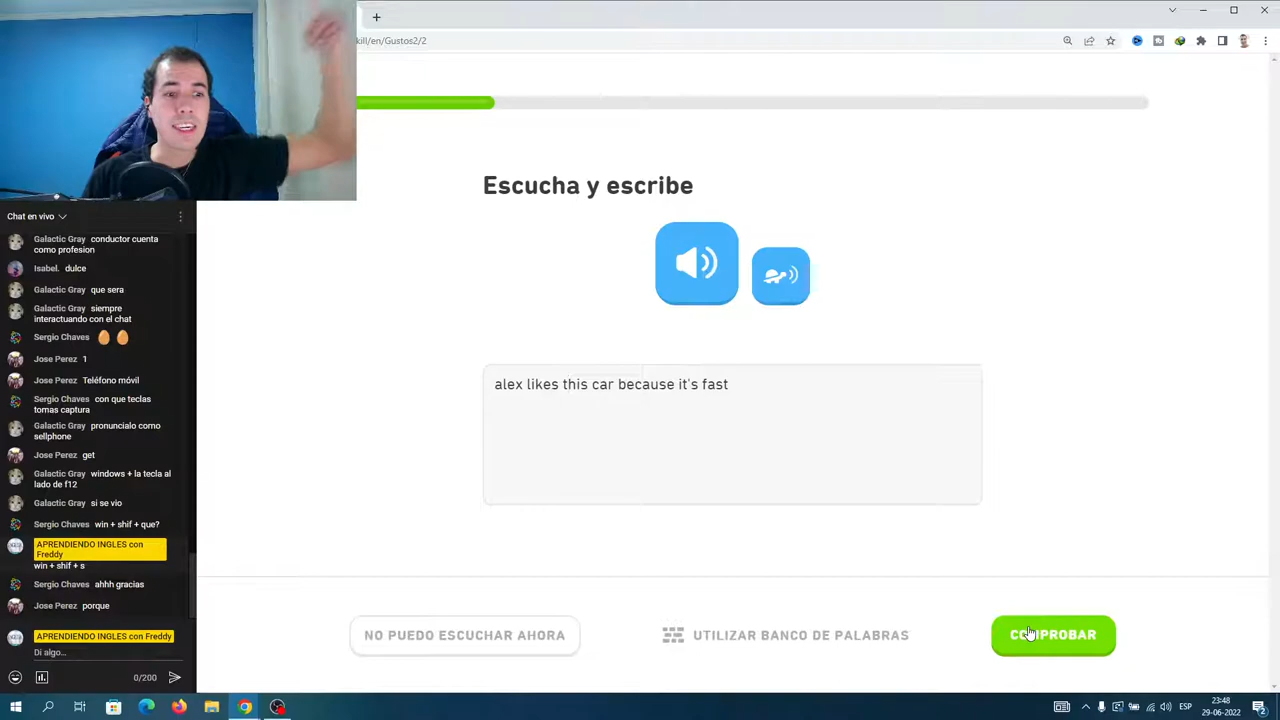 kill/en/Gustos2/2
Escucha y escribe
alex likes this car because it's fast
Chat en vivo
Galactic Gray conductor cuenta
como profesion
Isabel. dulce
Galactic Gray que sera
Galactic Gray siempre
interactuando con el chat
Sergio Chaves
Jose Perez 1
Jose Perez Teléfono móvil
Sergio Chaves con que teclas
tomas captura
Galactic Gray pronuncialo como
sellphone
Jose Perez get
Galactic Gray windows + la tecla al
lado de f12
Galactic Gray si se vio
Sergio Chaves win + shif + que?
APRENDIENDO INGLES con
Freddy
win + shif + s
Sergio Chaves ahhh gracias
Jose Perez porque
APRENDIENDO INGLES con Freddy
Di algo...
0/200
NO PUEDO ESCUCHAR AHORA
UTILIZAR BANCO DE PALABRAS
COMPROBAR
ESP
23:48
29-06-2022
2